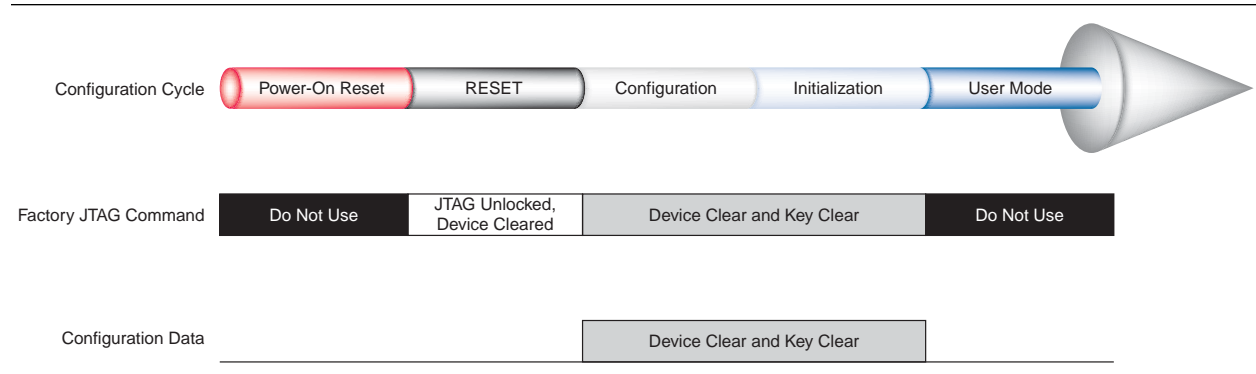 Configuration Cycle
Power-On Reset
RESET
Configuration
Initialization
User Mode
Factory JTAG Command
Do Not Use
JTAG Unlocked,
Device Cleared
Device Clear and Key Clear
Do Not Use
Configuration Data
Device Clear and Key Clear